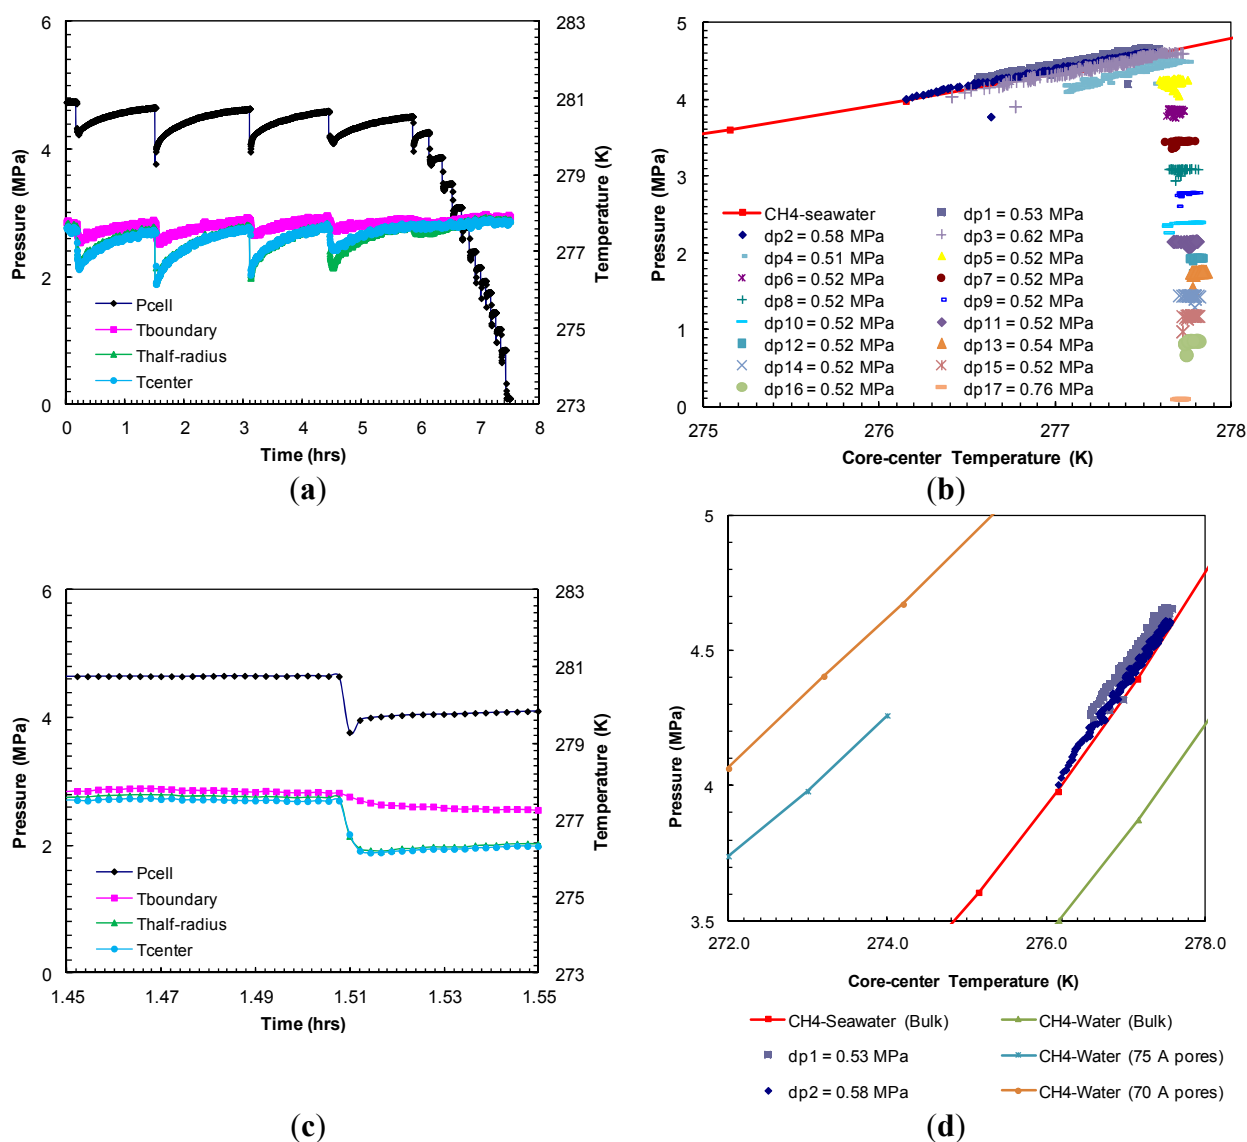 6
4
2
0
Pressure (MPa)
283
281
279
277
275
273
Temperature (K)
Pcell
Tboundary
Thalf-radius
Tcenter
0 1 2 3 4 5 6 7 8
Time (hrs)
(a)
5
4
3
2
1
0
Pressure (MPa)
CH4-seawater dp1 = 0.53 MPa
dp2 = 0.58 MPa dp3 = 0.62 MPa
dp4 = 0.51 MPa dp5 = 0.52 MPa
dp6 = 0.52 MPa dp7 = 0.52 MPa
dp8 = 0.52 MPa dp9 = 0.52 MPa
dp10 = 0.52 MPa dp11 = 0.52 MPa
dp12 = 0.52 MPa dp13 = 0.54 MPa
dp14 = 0.52 MPa dp15 = 0.52 MPa
dp16 = 0.52 MPa dp17 = 0.76 MPa
275 276 277 278
Core-center Temperature (K)
(b)
6
4
2
0
Pressure (MPa)
283
281
279
277
275
273
Temperature (K)
Pcell
Tboundary
Thalf-radius
Tcenter
1.45 1.47 1.49 1.51 1.53 1.55
Time (hrs)
(c)
5
4.5
4
3.5
Pressure (MPa)
272.0 274.0 276.0 278.0
Core-center Temperature (K)
CH4-Seawater (Bulk) CH4-Water (Bulk)
dp1 = 0.53 MPa CH4-Water (75 A pores)
dp2 = 0.58 MPa CH4-Water (70 A pores)
(d)